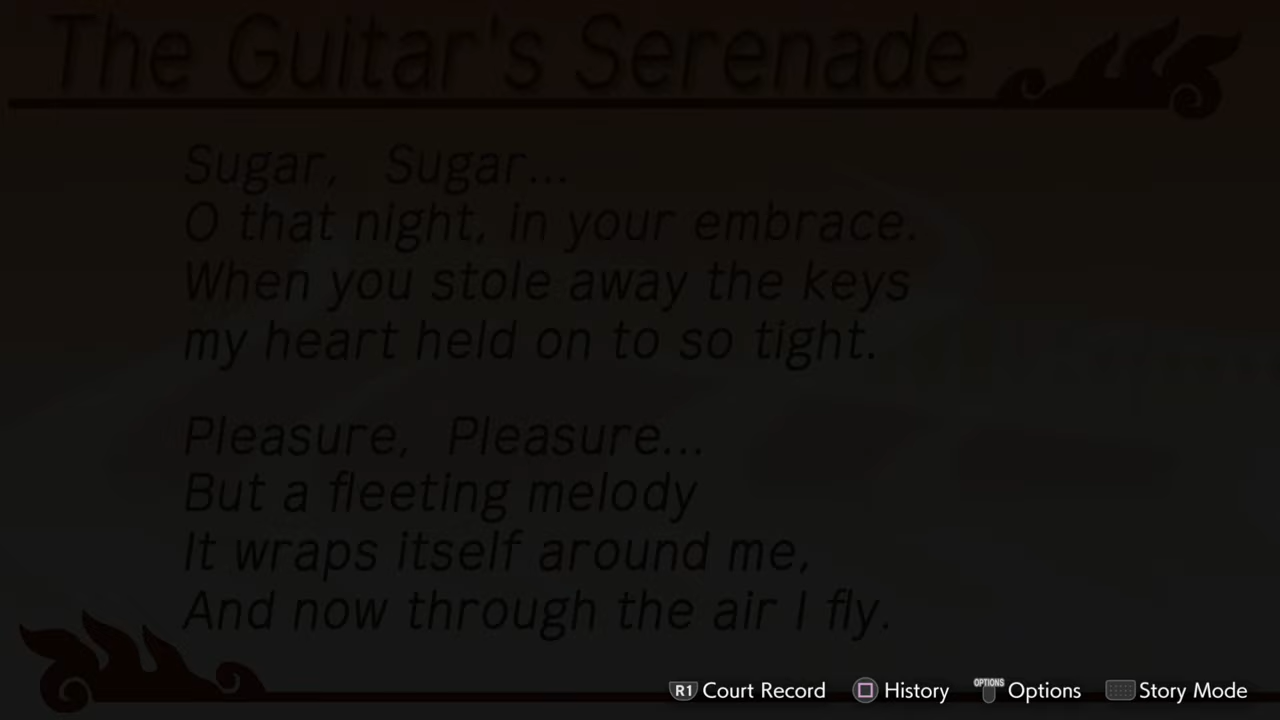 The Guitar's Serenade
Sugar, Sugar...
O that night, in your embrace.
When you stole away the keys
my heart held on to so tight.
Pleasure, Pleasure...
But a fleeting melody
It wraps itself around me,
And now through the air I fly.
R1 Court Record History OPTIONS Options Story Mode